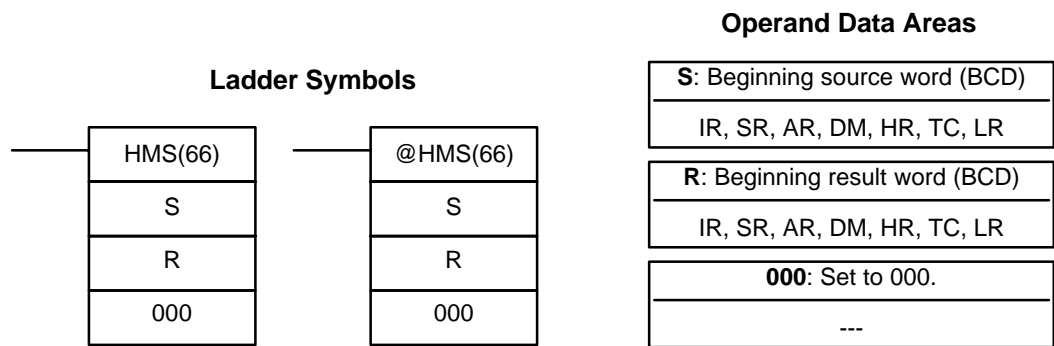 Ladder Symbols
HMS(66)
S
R
000
@HMS(66)
S
R
000
Operand Data Areas
S: Beginning source word (BCD)
IR, SR, AR, DM, HR, TC, LR
R: Beginning result word (BCD)
IR, SR, AR, DM, HR, TC, LR
000: Set to 000.
---